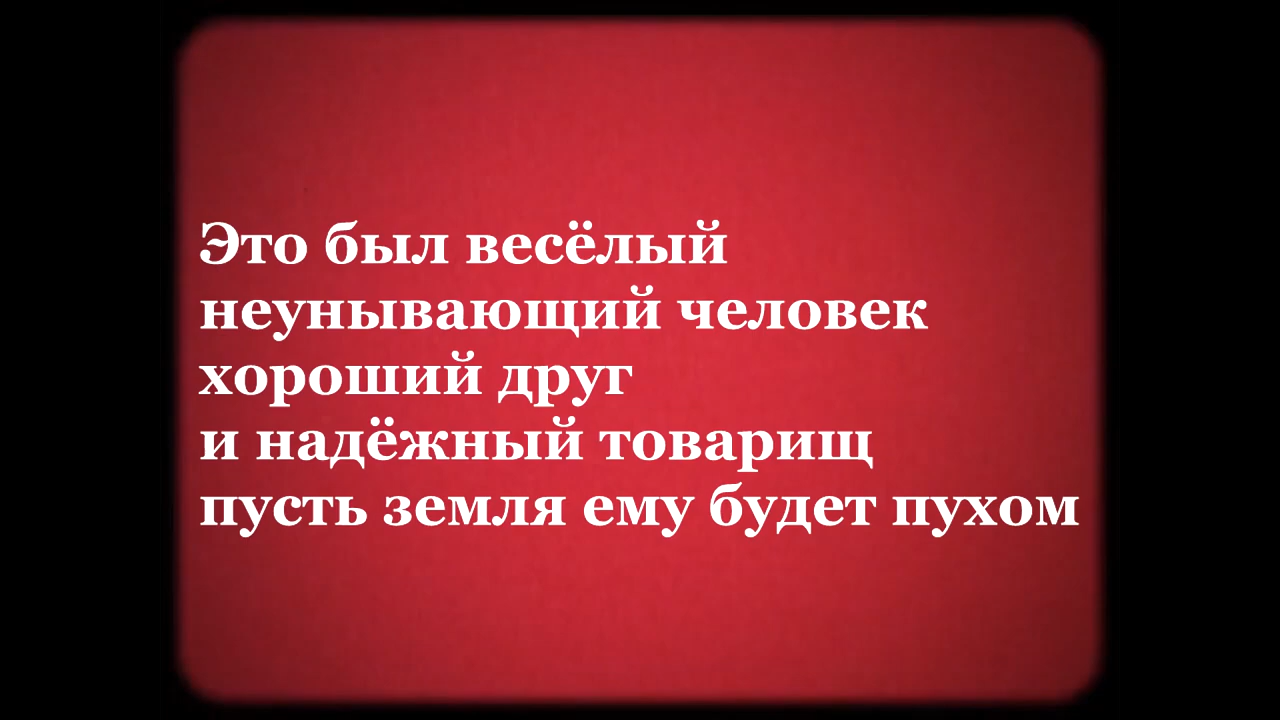 Это был весёлый
неунывающий человек
хороший друг
и надёжный товарищ
пусть земля ему будет пухом